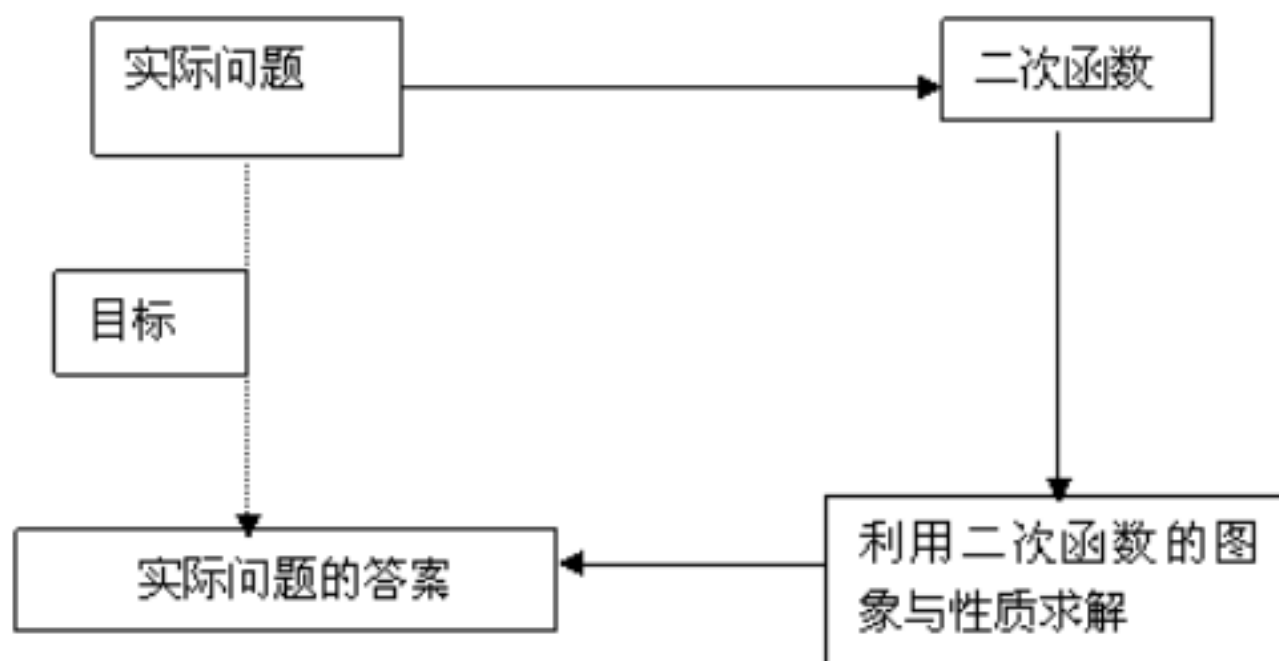 实际问题
二次函数
目标
实际问题的答案
利用二次函数的图
象与性质求解